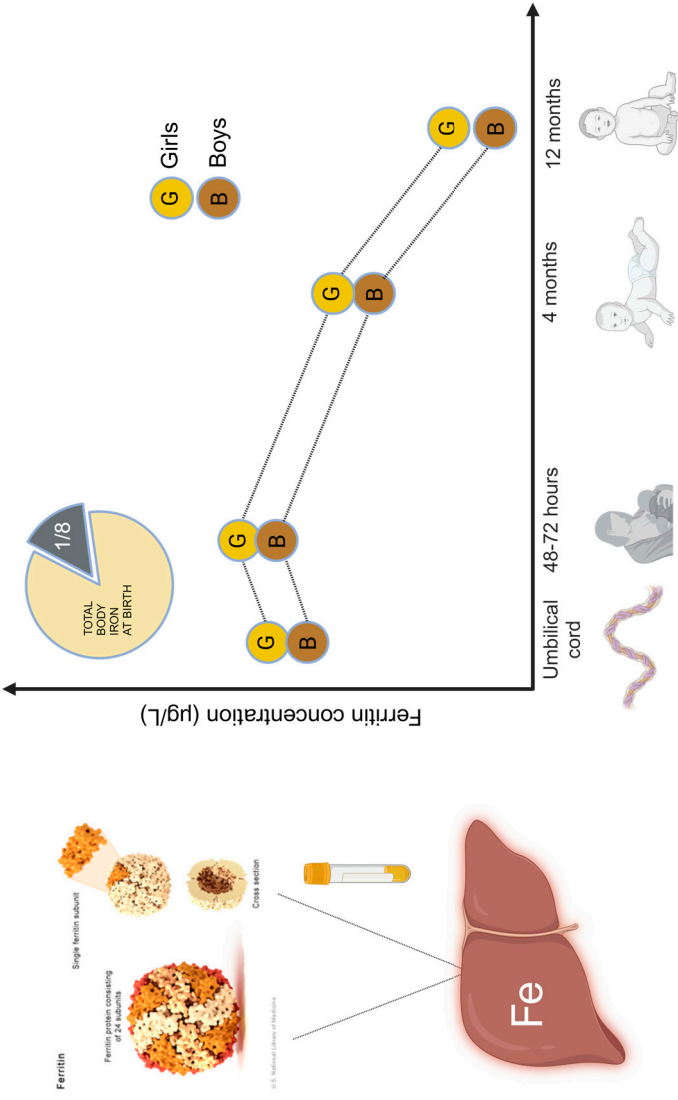 Ferritin
Single ferritin subunit
Ferritin protein consisting
of 24 subunits
Cross section
U.S. National Library of Medicine
Fe
Ferritin concentration (µg/L)
TOTAL
BODY
IRON
AT BIRTH
1/8
G Girls
B Boys
G
B
G
B
G
B
G
B
Umbilical
cord
48-72 hours
4 months
12 months